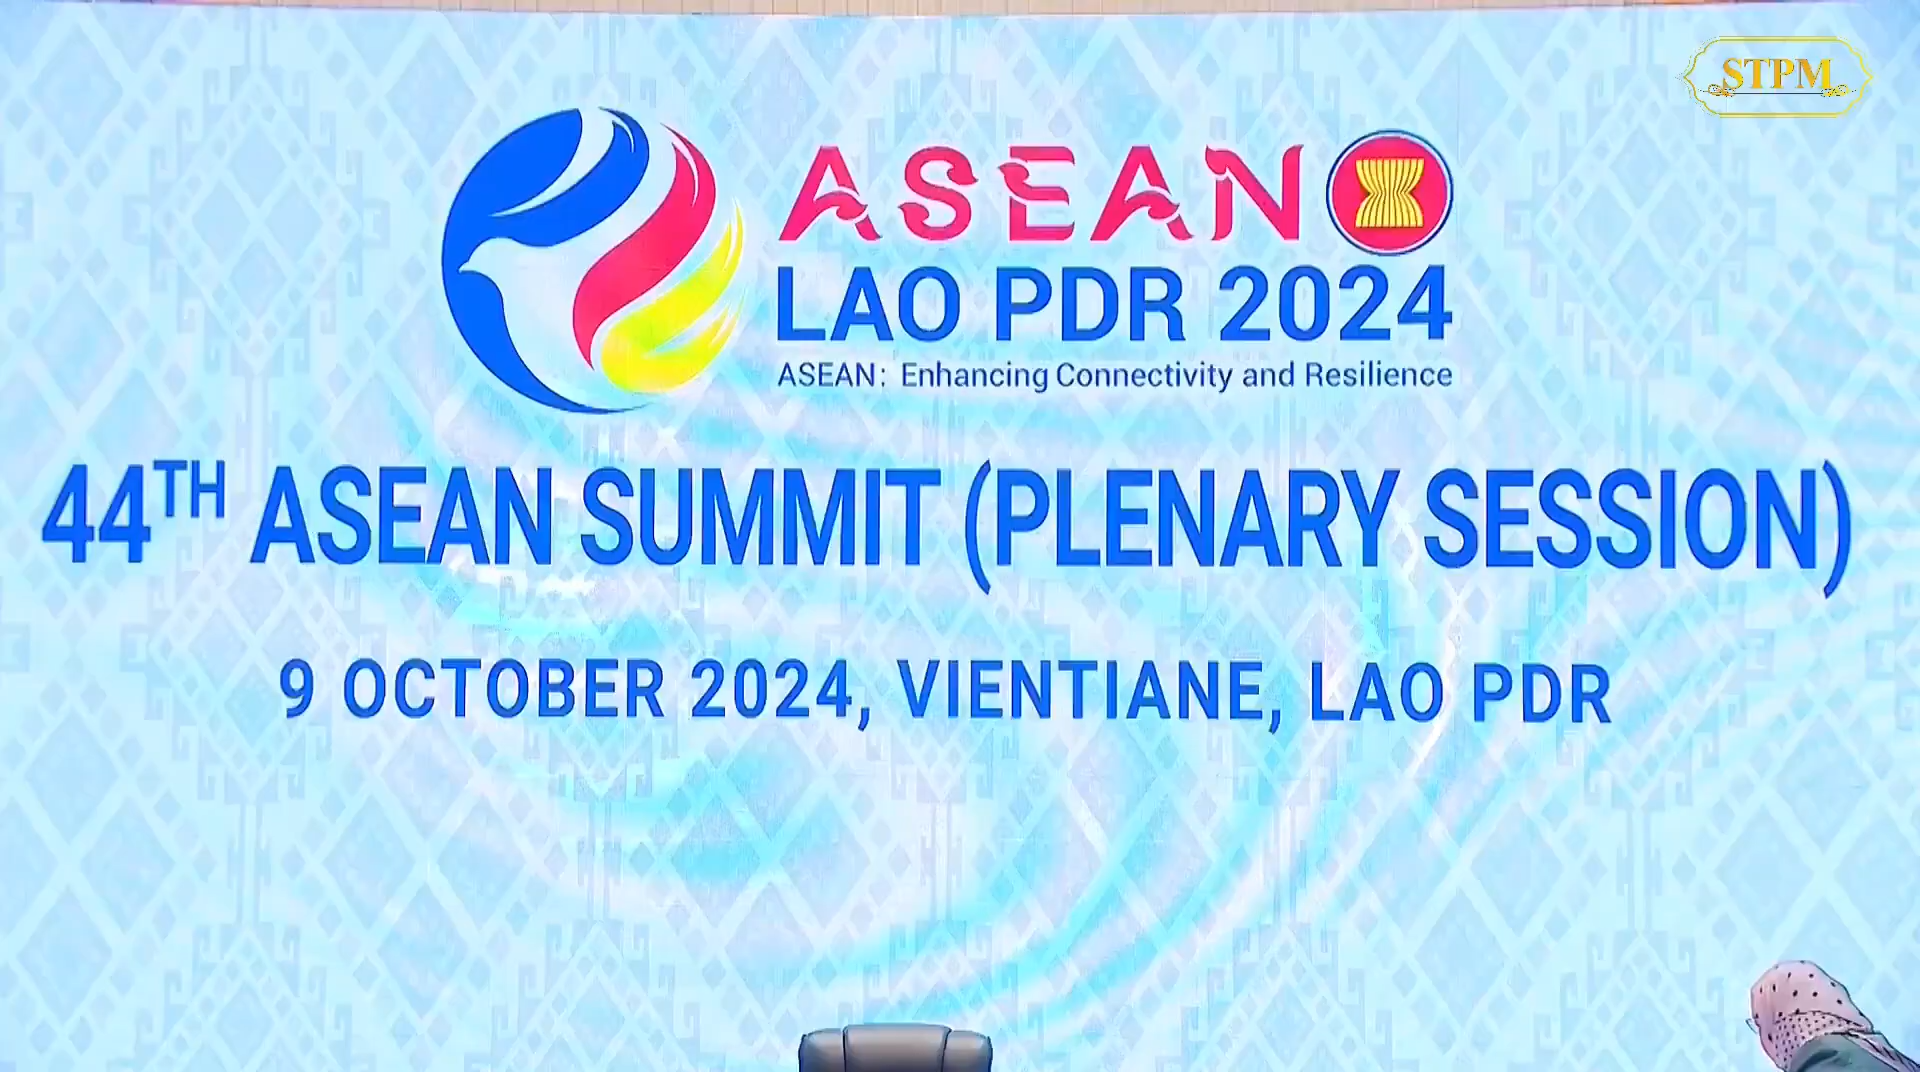 STPM
ASEAN
LAO PDR 2024
ASEAN: Enhancing Connectivity and Resilience
44TH ASEAN SUMMIT (PLENARY SESSION)
9 OCTOBER 2024, VIENTIANE, LAO PDR